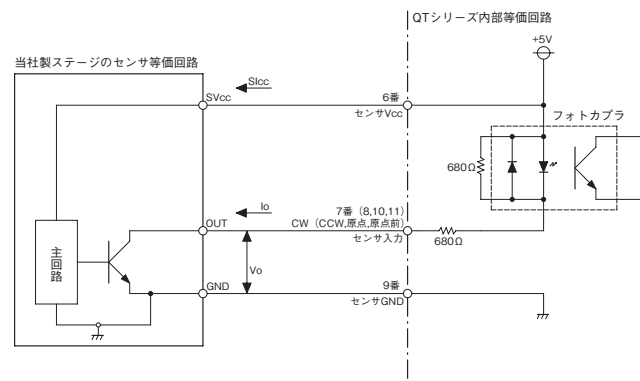 QTシリーズ内部等価回路
+5V
当社製ステージのセンサ等価回路
SIcc
SVcc
6番
センサVcc
フォトカプラ
680Ω
Io
7番（8,10,11）
OUT
CW（CCW,原点,原点前）
センサ入力
680Ω
主回路
Vo
GND
9番
センサGND